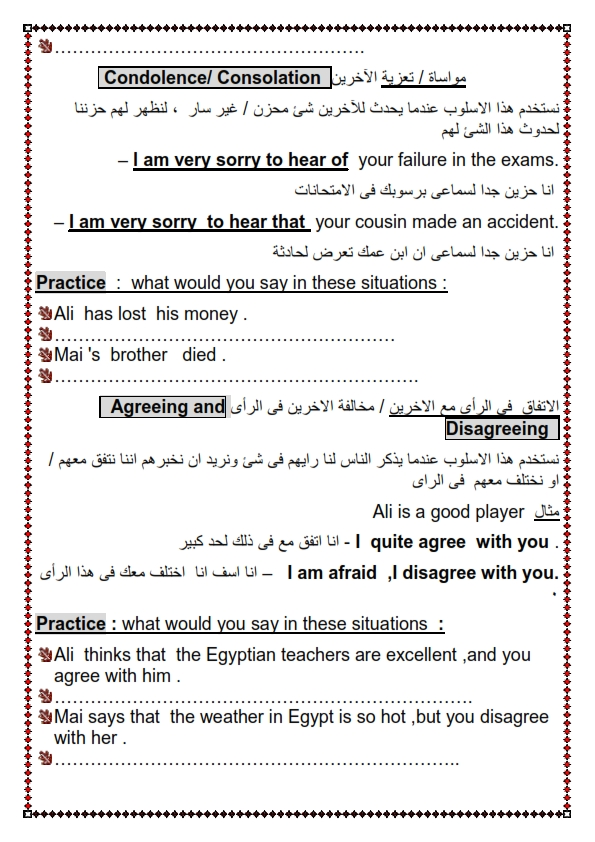 ……………………………………………
مواساة / تعزية الآخرين Condolence/ Consolation
نستخدم هذا الاسلوب عندما يحدث للآخرين شئ محزن / غير سار ، لنظهر لهم حزننا
لحدوث هذا الشئ لهم
– I am very sorry to hear of your failure in the exams.
انا حزين جدا لسماعى برسوبك فى الامتحانات
– I am very sorry to hear that your cousin made an accident.
انا حزين جدا لسماعى ان ابن عمك تعرض لحادثة
Practice : what would you say in these situations :
Ali has lost his money .
…………………………………………………
Mai 's brother died .
……………………………………………………
الاتفاق في الرأى مع الاخرين / مخالفة الاخرين فى الرأى Agreeing and
Disagreeing
نستخدم هذا الاسلوب عندما يذكر الناس لنا رايهم فى شئ ونريد ان نخبرهم اننا نتفق معهم /
او نختلف معهم فى الراى
مثال Ali is a good player
انا اتفق مع فى ذلك لحد كبير - I quite agree with you .
انا اسف انا اختلف معك فى هذا الرأى – I am afraid ,I disagree with you.
.
Practice : what would you say in these situations :
Ali thinks that the Egyptian teachers are excellent ,and you
agree with him .
……………………………………………………………
Mai says that the weather in Egypt is so hot ,but you disagree
with her .
………………………………………………………….